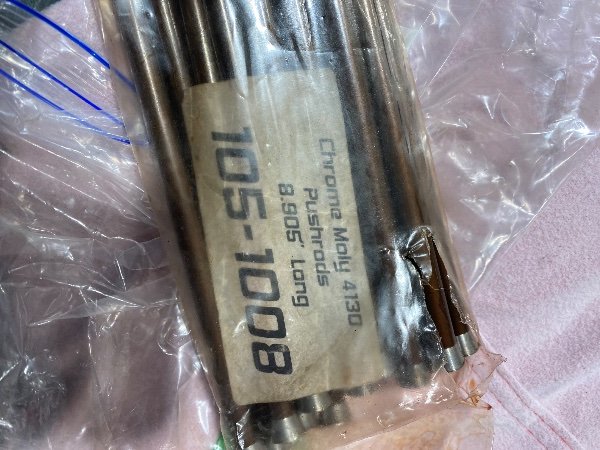 Chrome Moly 4130
Pushrods
8.905" Long
105-1008